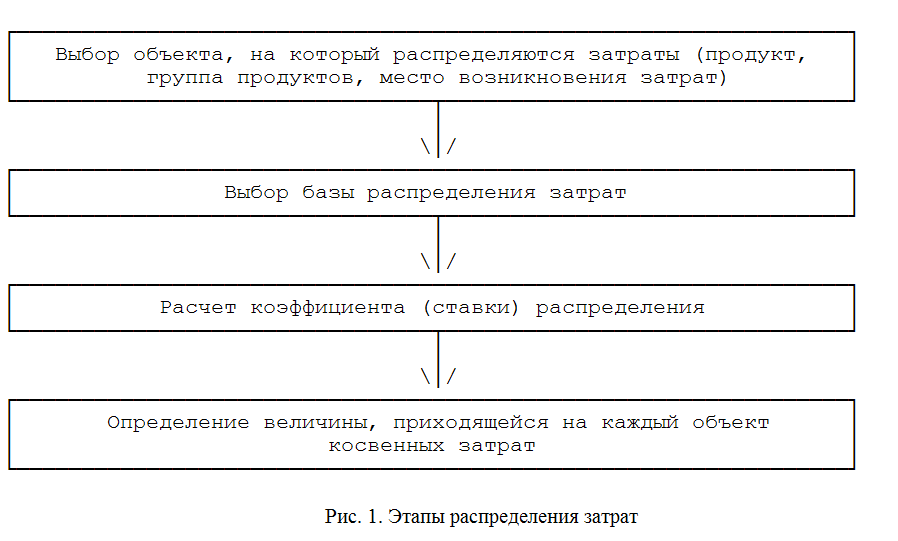 Выбор объекта, на который распределяются затраты (продукт,
группа продуктов, место возникновения затрат)
Выбор базы распределения затрат
Расчет коэффициента (ставки) распределения
Определение величины, приходящейся на каждый объект
косвенных затрат
Рис. 1. Этапы распределения затрат